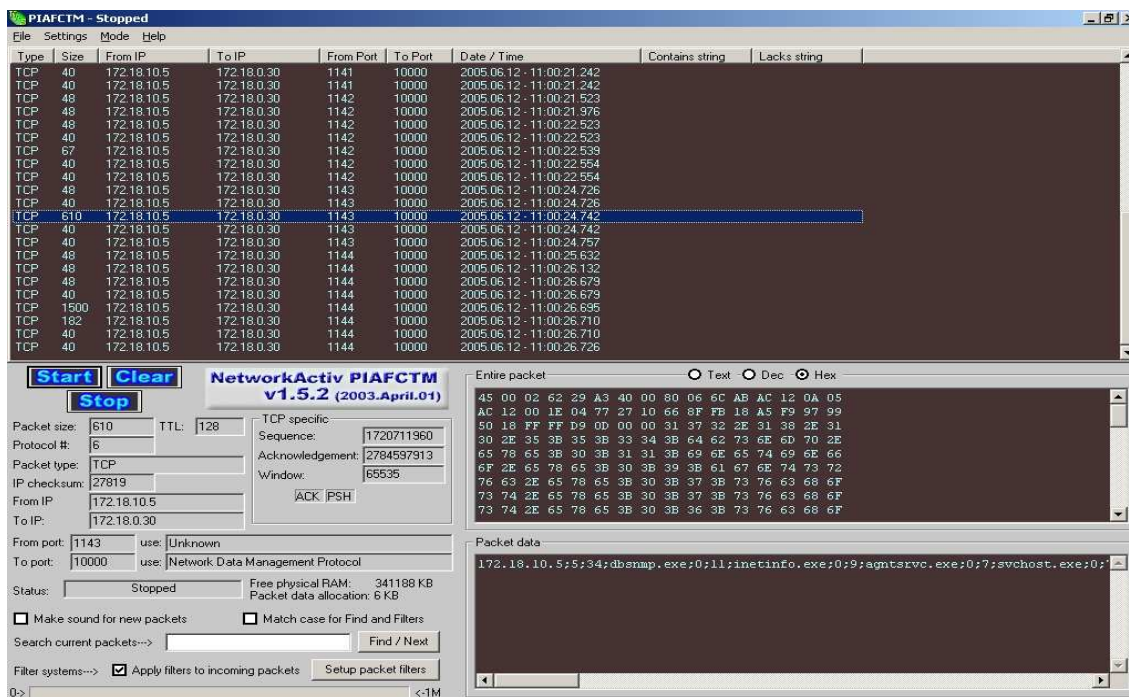 PIAFCTM - Stopped
File Settings Mode Help
Type Size From IP To IP From Port To Port Date / Time Contains string Lacks string
TCP 40 172.18.10.5 172.18.0.30 1141 10000 2005.06.12 - 11:00:21.242
TCP 40 172.18.10.5 172.18.0.30 1141 10000 2005.06.12 - 11:00:21.242
TCP 48 172.18.10.5 172.18.0.30 1142 10000 2005.06.12 - 11:00:21.523
TCP 48 172.18.10.5 172.18.0.30 1142 10000 2005.06.12 - 11:00:21.976
TCP 48 172.18.10.5 172.18.0.30 1142 10000 2005.06.12 - 11:00:22.523
TCP 40 172.18.10.5 172.18.0.30 1142 10000 2005.06.12 - 11:00:22.523
TCP 67 172.18.10.5 172.18.0.30 1142 10000 2005.06.12 - 11:00:22.539
TCP 40 172.18.10.5 172.18.0.30 1142 10000 2005.06.12 - 11:00:22.554
TCP 40 172.18.10.5 172.18.0.30 1142 10000 2005.06.12 - 11:00:22.554
TCP 48 172.18.10.5 172.18.0.30 1143 10000 2005.06.12 - 11:00:24.726
TCP 40 172.18.10.5 172.18.0.30 1143 10000 2005.06.12 - 11:00:24.726
TCP 610 172.18.10.5 172.18.0.30 1143 10000 2005.06.12 - 11:00:24.742
TCP 40 172.18.10.5 172.18.0.30 1143 10000 2005.06.12 - 11:00:24.742
TCP 40 172.18.10.5 172.18.0.30 1143 10000 2005.06.12 - 11:00:24.757
TCP 48 172.18.10.5 172.18.0.30 1144 10000 2005.06.12 - 11:00:25.632
TCP 48 172.18.10.5 172.18.0.30 1144 10000 2005.06.12 - 11:00:26.132
TCP 48 172.18.10.5 172.18.0.30 1144 10000 2005.06.12 - 11:00:26.679
TCP 40 172.18.10.5 172.18.0.30 1144 10000 2005.06.12 - 11:00:26.679
TCP 1500 172.18.10.5 172.18.0.30 1144 10000 2005.06.12 - 11:00:26.695
TCP 182 172.18.10.5 172.18.0.30 1144 10000 2005.06.12 - 11:00:26.710
TCP 40 172.18.10.5 172.18.0.30 1144 10000 2005.06.12 - 11:00:26.710
TCP 40 172.18.10.5 172.18.0.30 1144 10000 2005.06.12 - 11:00:26.726
Start Clear
Stop
NetworkActiv PIAFCTM
v1.5.2 (2003.April.01)
Packet size: 610 TTL: 128
Protocol #: 6
Packet type: TCP
IP checksum: 27819
From IP 172.18.10.5
To IP: 172.18.0.30
TCP specific
Sequence: 1720711960
Acknowledgement: 2784597913
Window: 65535
ACK PSH
From port: 1143 use: Unknown
To port: 10000 use: Network Data Management Protocol
Status: Stopped
Free physical RAM: 341188 KB
Packet data allocation: 6 KB
Make sound for new packets Match case for Find and Filters
Search current packets---> Find / Next
Filter systems---> Apply filters to incoming packets Setup packet filters
0-> <-1M
Entire packet Text Dec Hex
45 00 02 62 29 A3 40 00 80 06 6C AB AC 12 0A 05
AC 12 00 1E 04 77 27 10 66 8F FB 18 A5 F9 97 99
50 18 FF FF D9 0D 00 00 31 37 32 2E 31 38 2E 31
30 2E 35 3B 35 3B 33 34 3B 64 62 73 6E 6D 70 2E
65 78 65 3B 30 3B 31 31 3B 69 6E 65 74 69 6E 66
6F 2E 65 78 65 3B 30 3B 39 3B 61 67 6E 74 73 72
76 63 2E 65 78 65 3B 30 3B 37 3B 73 76 63 68 6F
73 74 2E 65 78 65 3B 30 3B 37 3B 73 76 63 68 6F
73 74 2E 65 78 65 3B 30 3B 36 3B 73 76 63 68 6F
Packet data
172.18.10.5;5;34;dbsnmp.exe;0;11;inetinfo.exe;0;9;agntsrvc.exe;0;7;svchost.exe;0;